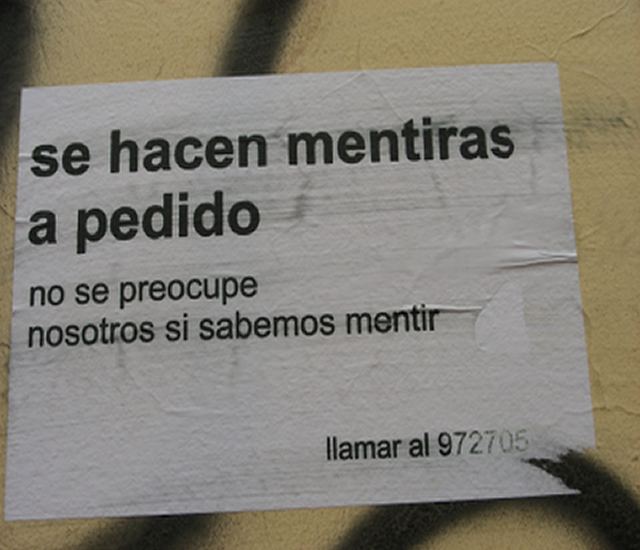 se hacen mentiras
a pedido
no se preocupe
nosotros si sabemos mentir
llamar al 972705